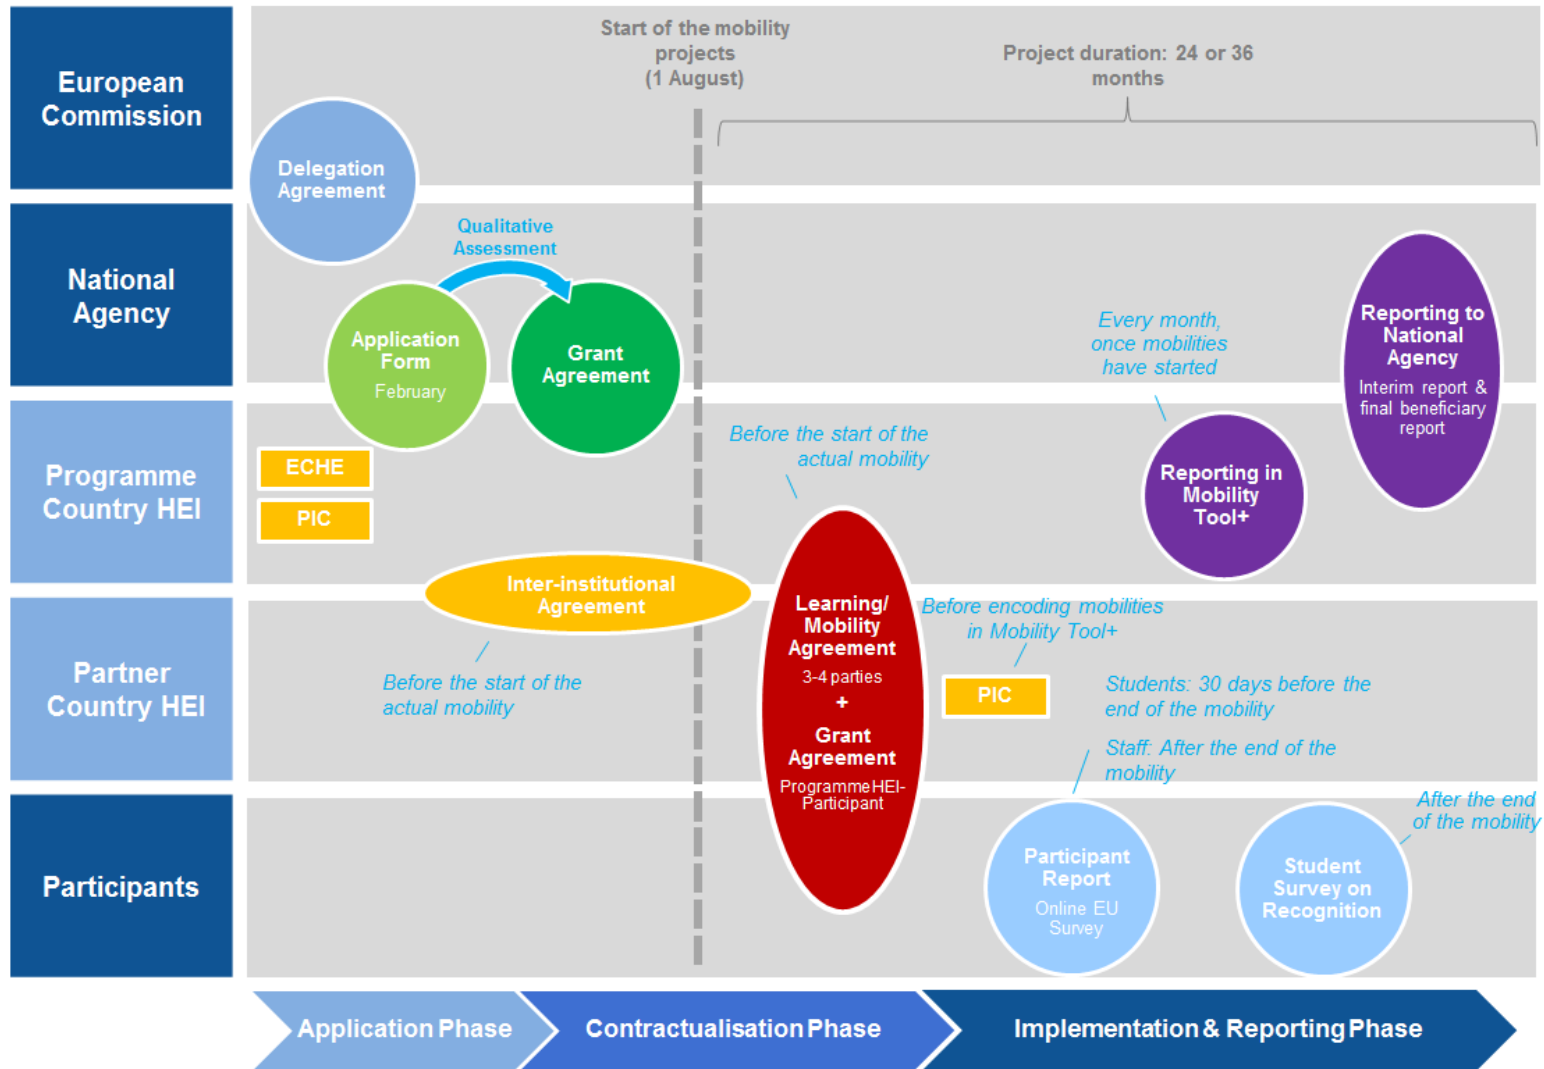 European
Commission
Start of the mobility
projects
(1 August)
Project duration: 24 or 36
months
Delegation
Agreement
National
Agency
Qualitative
Assessment
Application
Form
February
Grant
Agreement
Every month,
once mobilities
have started
Reporting to
National
Agency
Interim report &
final beneficiary
report
Programme
Country HEI
ECHE
PIC
Before the start of the
actual mobility
Reporting in
Mobility
Tool+
Inter-institutional
Agreement
Before the start of the
actual mobility
Partner
Country HEI
Learning/
Mobility
Agreement
3-4 parties
+
Grant
Agreement
Programme HEI-
Participant
Before encoding mobilities
in Mobility Tool+
PIC
Students: 30 days before the
end of the mobility
Staff: After the end of the
mobility
Participants
Participant
Report
Online EU
Survey
Student
Survey on
Recognition
After the end
of the mobility
Application Phase
Contractualisation Phase
Implementation & Reporting Phase